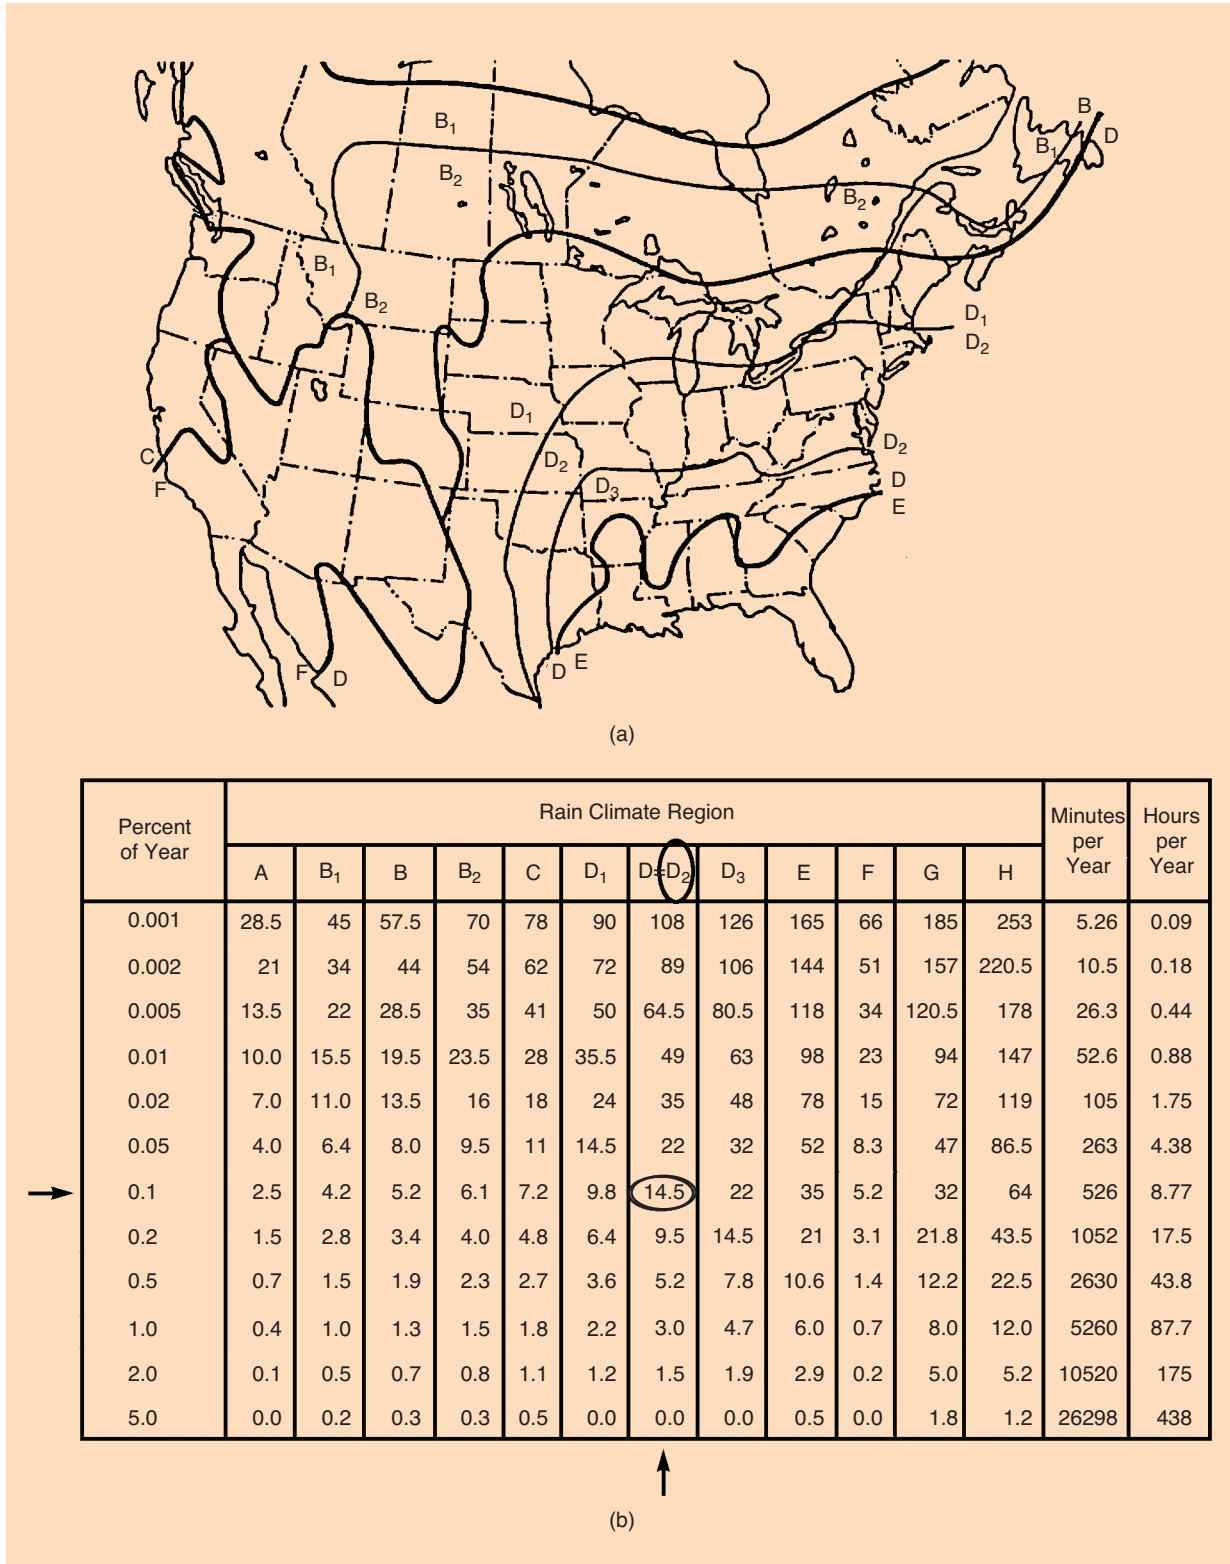 B₁
B
D
B₁
B₂
B₂
B₁
B₂
D₁
D₂
D₁
D₂
D₂
C
F
D₃
D
E
D E
F D
(a)
Percent of Year Rain Climate Region Minutes per Year Hours per Year
A B₁ B B₂ C D₁ D=D₂ D₃ E F G H
0.001 28.5 45 57.5 70 78 90 108 126 165 66 185 253 5.26 0.09
0.002 21 34 44 54 62 72 89 106 144 51 157 220.5 10.5 0.18
0.005 13.5 22 28.5 35 41 50 64.5 80.5 118 34 120.5 178 26.3 0.44
0.01 10.0 15.5 19.5 23.5 28 35.5 49 63 98 23 94 147 52.6 0.88
0.02 7.0 11.0 13.5 16 18 24 35 48 78 15 72 119 105 1.75
0.05 4.0 6.4 8.0 9.5 11 14.5 22 32 52 8.3 47 86.5 263 4.38
0.1 2.5 4.2 5.2 6.1 7.2 9.8 14.5 22 35 5.2 32 64 526 8.77
0.2 1.5 2.8 3.4 4.0 4.8 6.4 9.5 14.5 21 3.1 21.8 43.5 1052 17.5
0.5 0.7 1.5 1.9 2.3 2.7 3.6 5.2 7.8 10.6 1.4 12.2 22.5 2630 43.8
1.0 0.4 1.0 1.3 1.5 1.8 2.2 3.0 4.7 6.0 0.7 8.0 12.0 5260 87.7
2.0 0.1 0.5 0.7 0.8 1.1 1.2 1.5 1.9 2.9 0.2 5.0 5.2 10520 175
5.0 0.0 0.2 0.3 0.3 0.5 0.0 0.0 0.0 0.5 0.0 1.8 1.2 26298 438
(b)